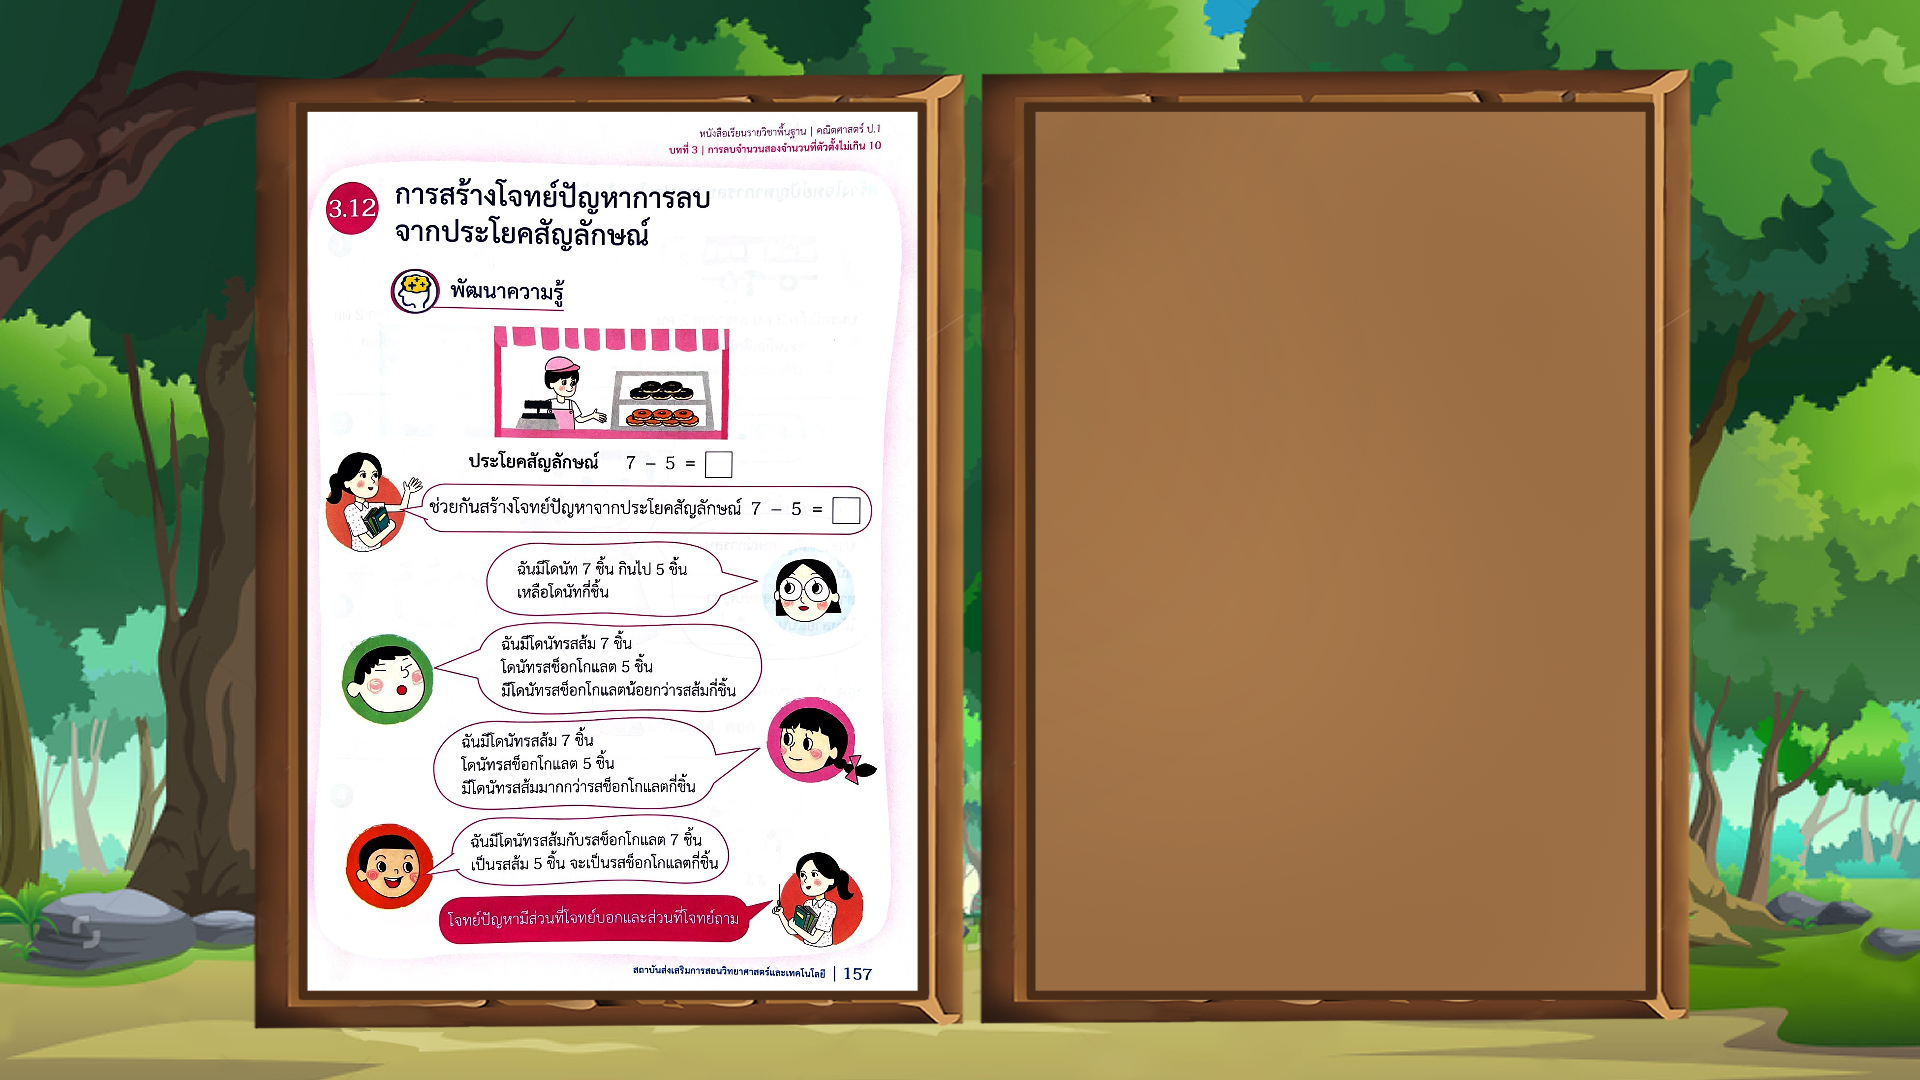 หนังสือเรียนรายวิชาพื้นฐาน | คณิตศาสตร์ ป.1
บทที่ 3 | การลบจำนวนสองจำนวนที่ตัวตั้งไม่เกิน 10
3.12 การสร้างโจทย์ปัญหาการลบ
จากประโยคสัญลักษณ์
พัฒนาความรู้
ประโยคสัญลักษณ์ 7 – 5 =
ช่วยกันสร้างโจทย์ปัญหาจากประโยคสัญลักษณ์ 7 – 5 =
ฉันมีโดนัท 7 ชิ้น กินไป 5 ชิ้น
เหลือโดนัทกี่ชิ้น
ฉันมีโดนัทรสส้ม 7 ชิ้น
โดนัทรสช็อกโกแลต 5 ชิ้น
มีโดนัทรสช็อกโกแลตน้อยกว่ารสส้มกี่ชิ้น
ฉันมีโดนัทรสส้ม 7 ชิ้น
โดนัทรสช็อกโกแลต 5 ชิ้น
มีโดนัทรสส้มมากกว่ารสช็อกโกแลตกี่ชิ้น
ฉันมีโดนัทรสส้มกับรสช็อกโกแลต 7 ชิ้น
เป็นรสส้ม 5 ชิ้น จะเป็นรสช็อกโกแลตกี่ชิ้น
โจทย์ปัญหามีส่วนที่โจทย์บอกและส่วนที่โจทย์ถาม
สถาบันส่งเสริมการสอนวิทยาศาสตร์และเทคโนโลยี | 157